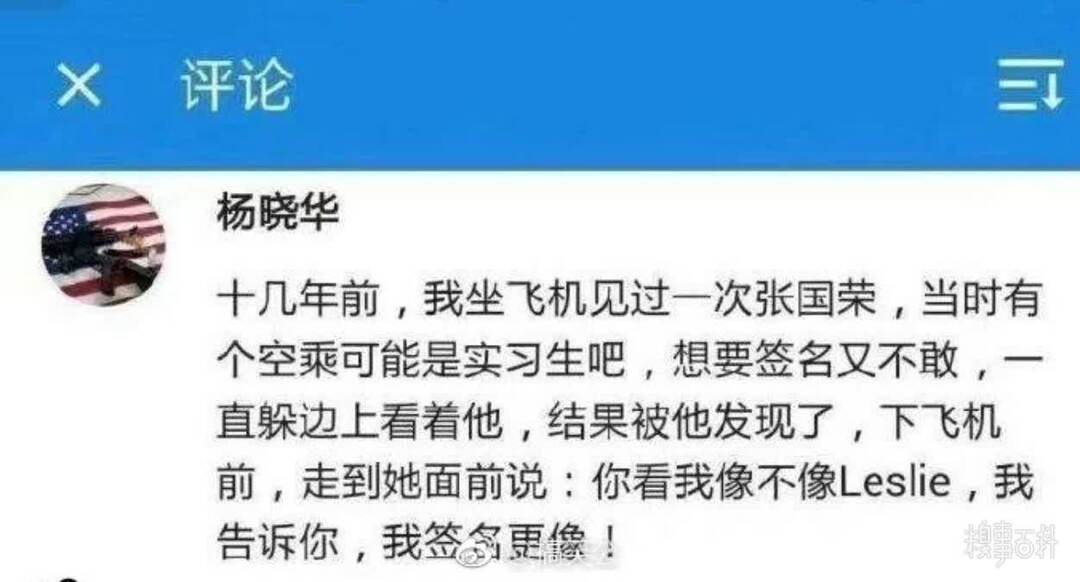 评论
杨晓华
十几年前，我坐飞机见过一次张国荣，当时有
个空乘可能是实习生吧，想要签名又不敢，一
直躲边上看着他，结果被他发现了，下飞机
前，走到她面前说：你看我像不像Leslie，我
告诉你，我签名更像！
糗事百科